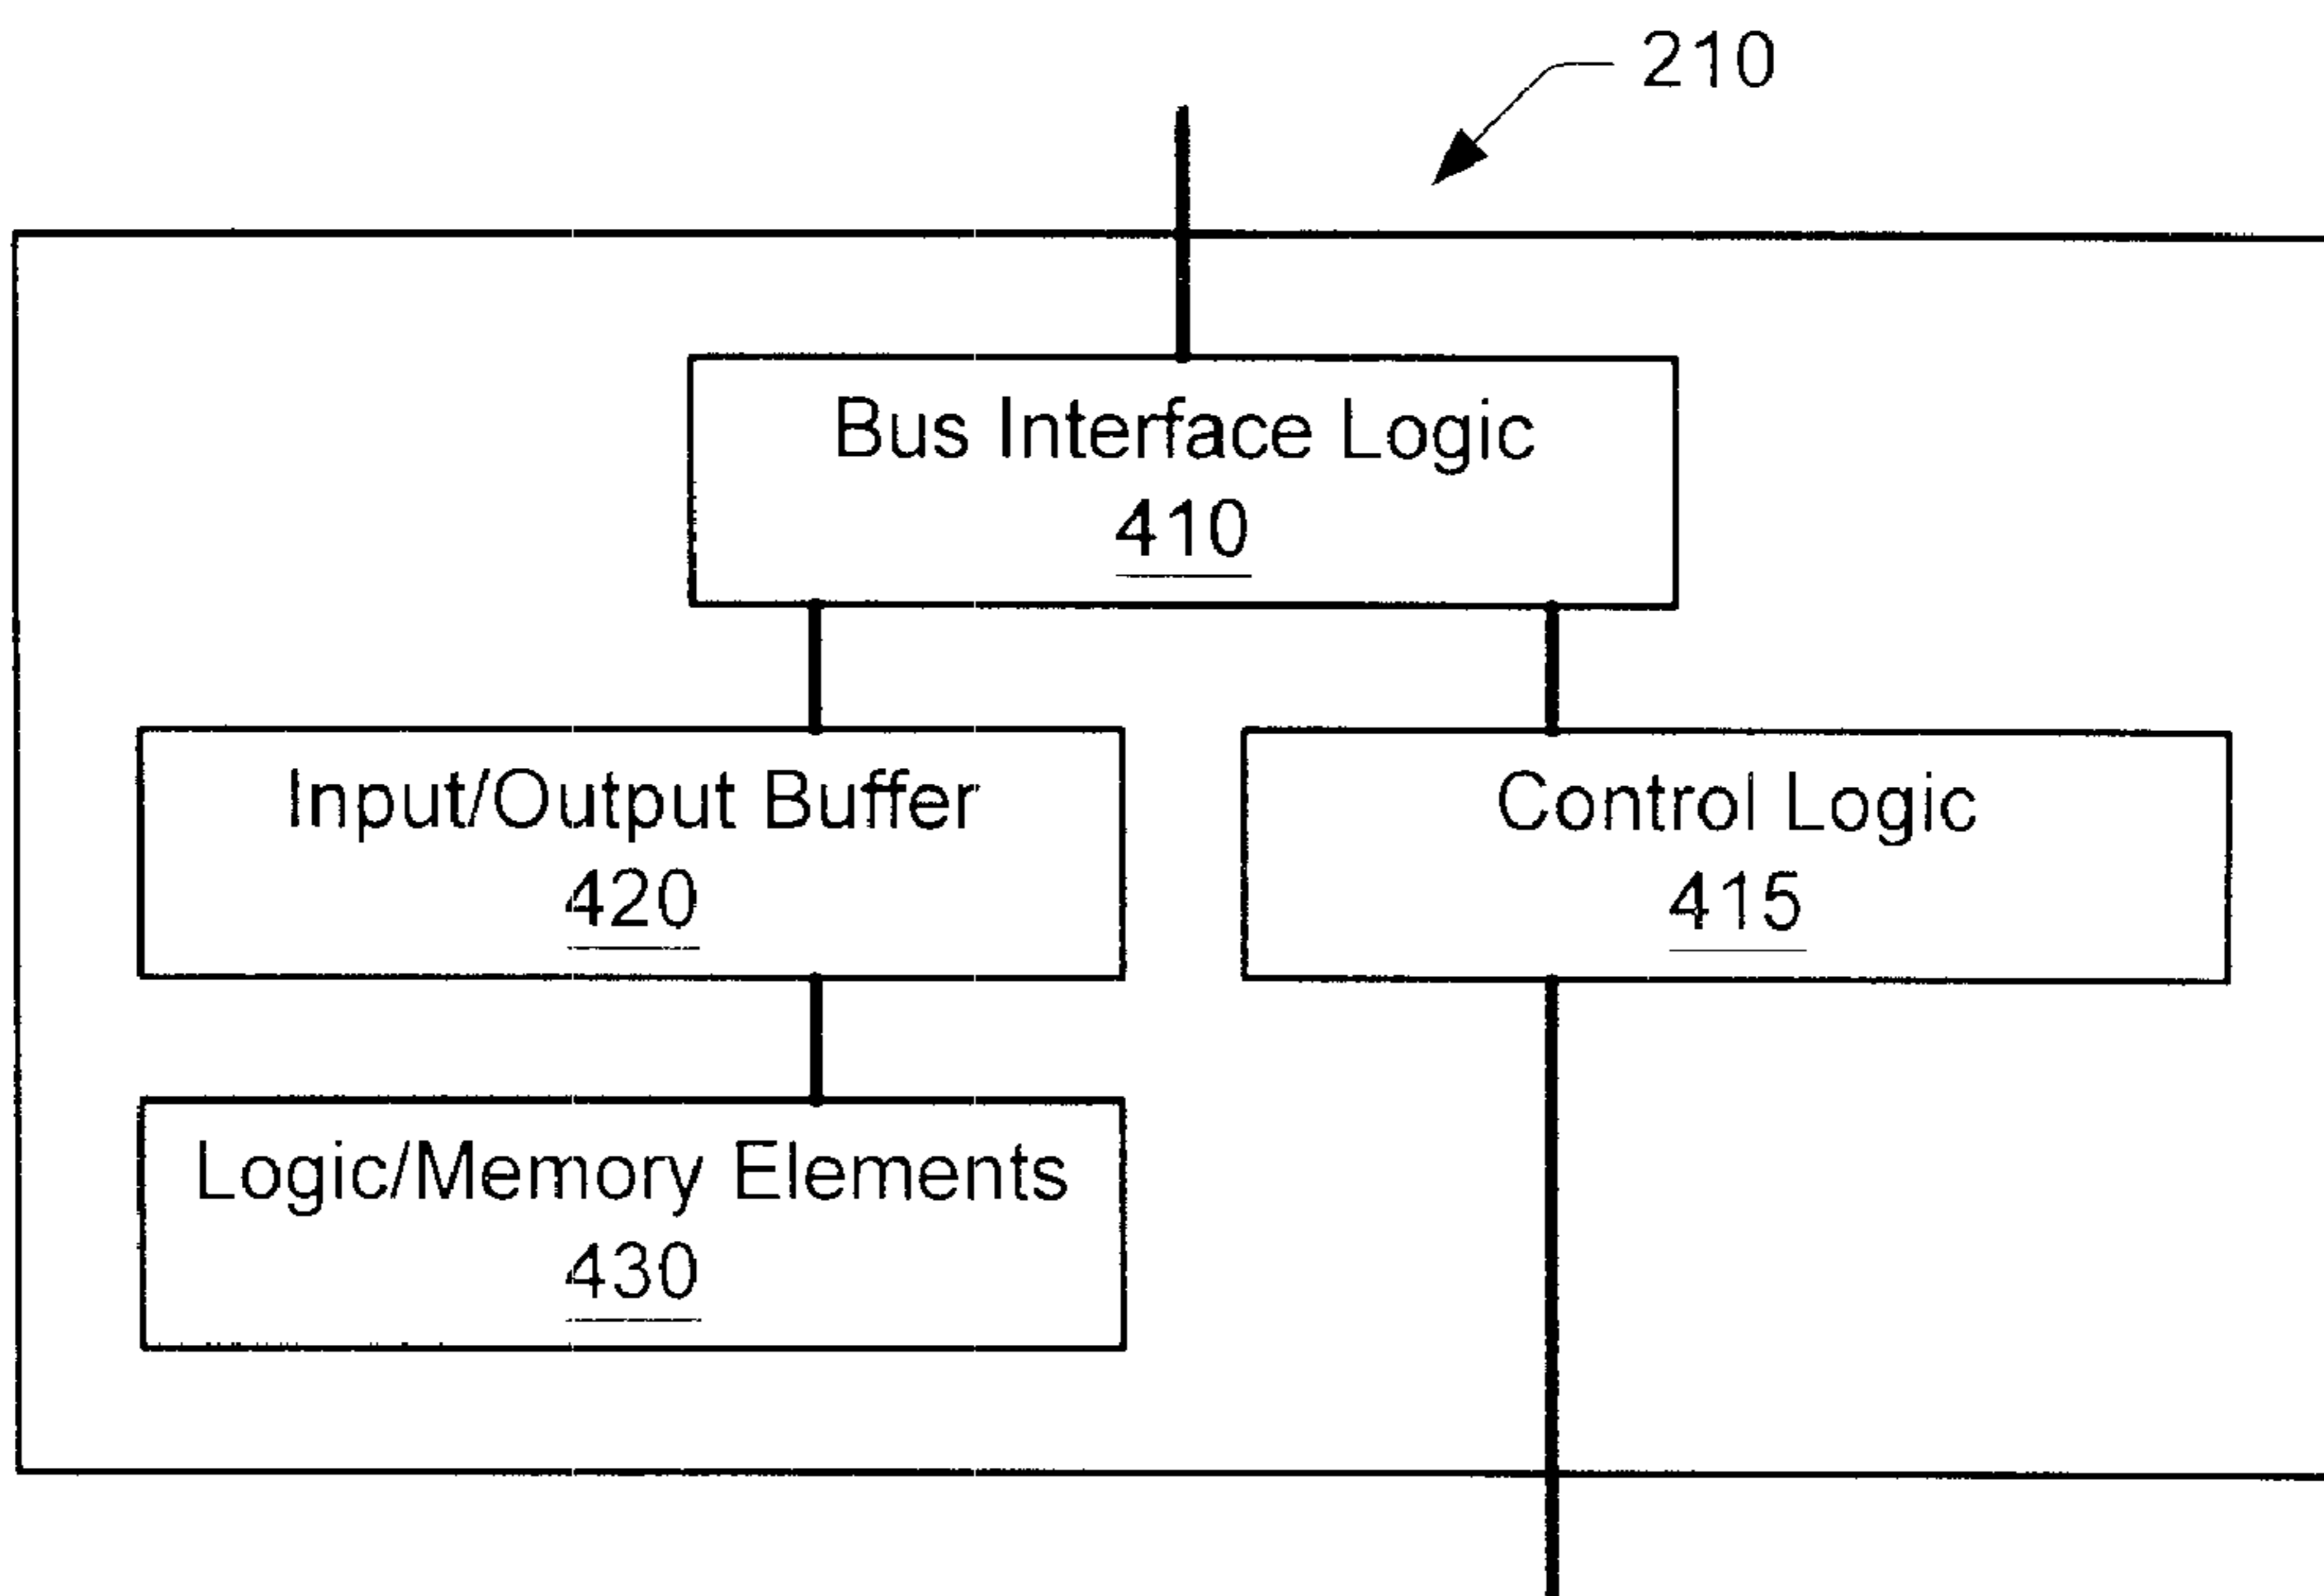 210
Bus Interface Logic
410
Input/Output Buffer
420
Control Logic
415
Logic/Memory Elements
430